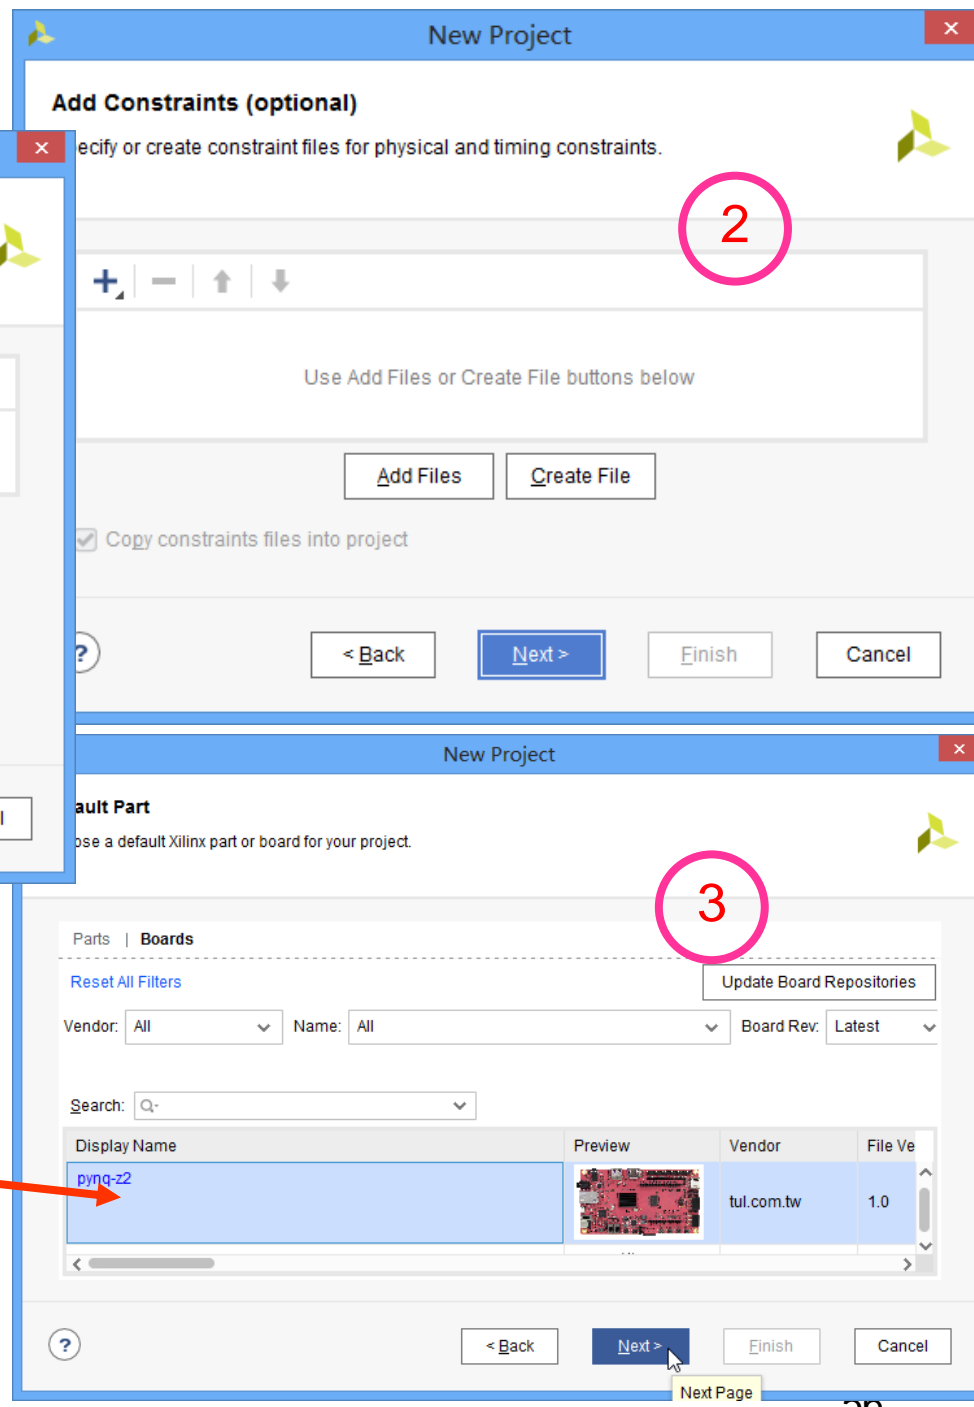 New Project
Add Constraints (optional)
ecify or create constraint files for physical and timing constraints.
2
Use Add Files or Create File buttons below
Add Files
Create File
Copy constraints files into project
?
< Back
Next >
Finish
Cancel
New Project
ault Part
ose a default Xilinx part or board for your project.
3
Parts | Boards
Reset All Filters
Update Board Repositories
Vendor: All
Name: All
Board Rev: Latest
Search:
Display Name
Preview
Vendor
File Ve
pynq-z2
tul.com.tw
1.0
?
< Back
Next >
Finish
Cancel
Next Page